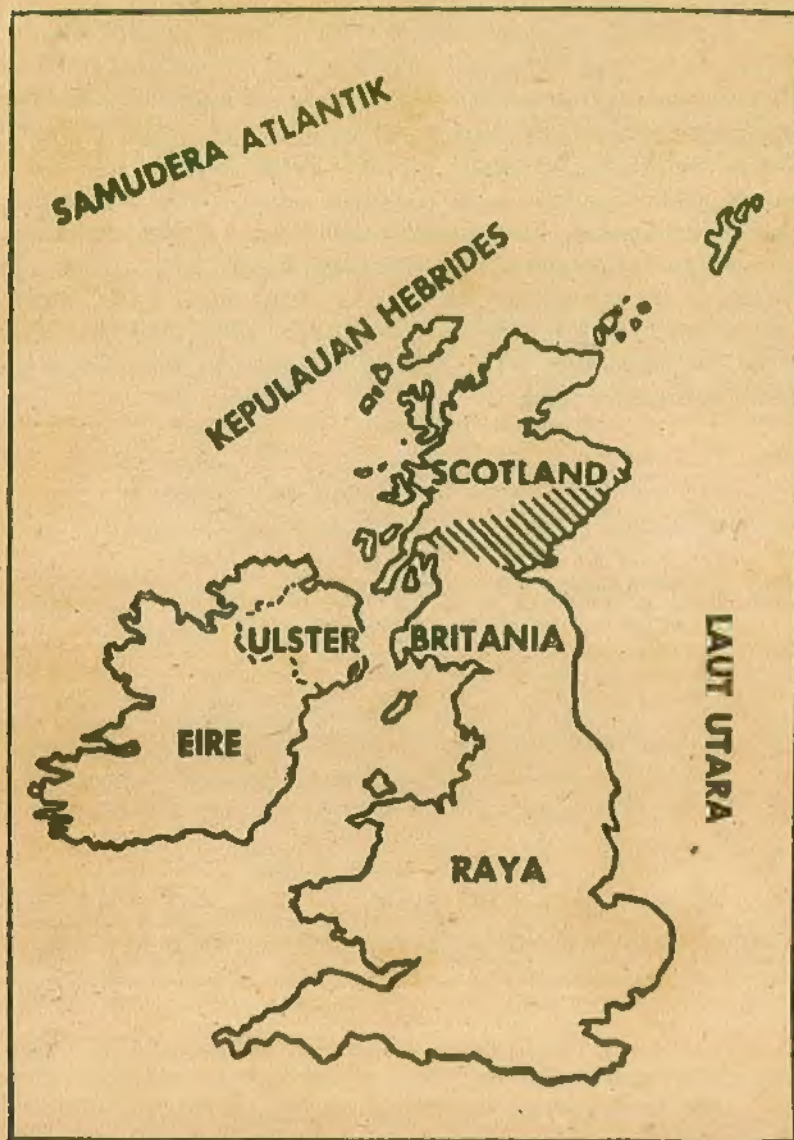 SAMUDERA ATLANTIK
KEPULAUAN HEBRIDES
SCOTLAND
ULSTER
BRITANIA
EIRE
LAUT UTARA
RAYA